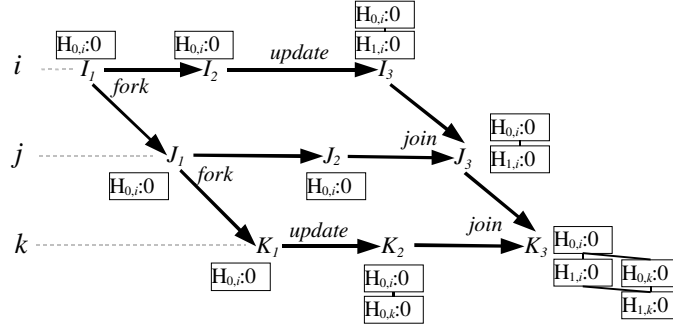 H₀,ᵢ:0
H₀,ᵢ:0 H₀,ᵢ:0 H₁,ᵢ:0
i I₁ fork I₂ update I₃
H₀,ᵢ:0
j J₁ fork J₂ join J₃ H₁,ᵢ:0
H₀,ᵢ:0 H₀,ᵢ:0
k K₁ update K₂ join K₃ H₀,ᵢ:0
H₀,ᵢ:0 H₀,ᵢ:0 H₁,ᵢ:0 H₀,ₖ:0
H₀,ₖ:0 H₁,ₖ:0